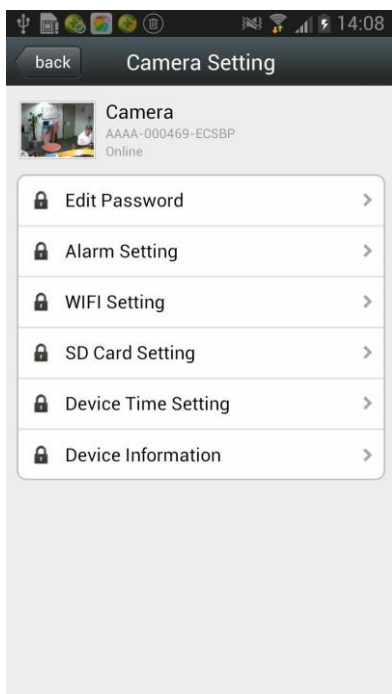 14:08
back
Camera Setting
Camera
AAAA-000469-ECSBP
Online
Edit Password
Alarm Setting
WIFI Setting
SD Card Setting
Device Time Setting
Device Information